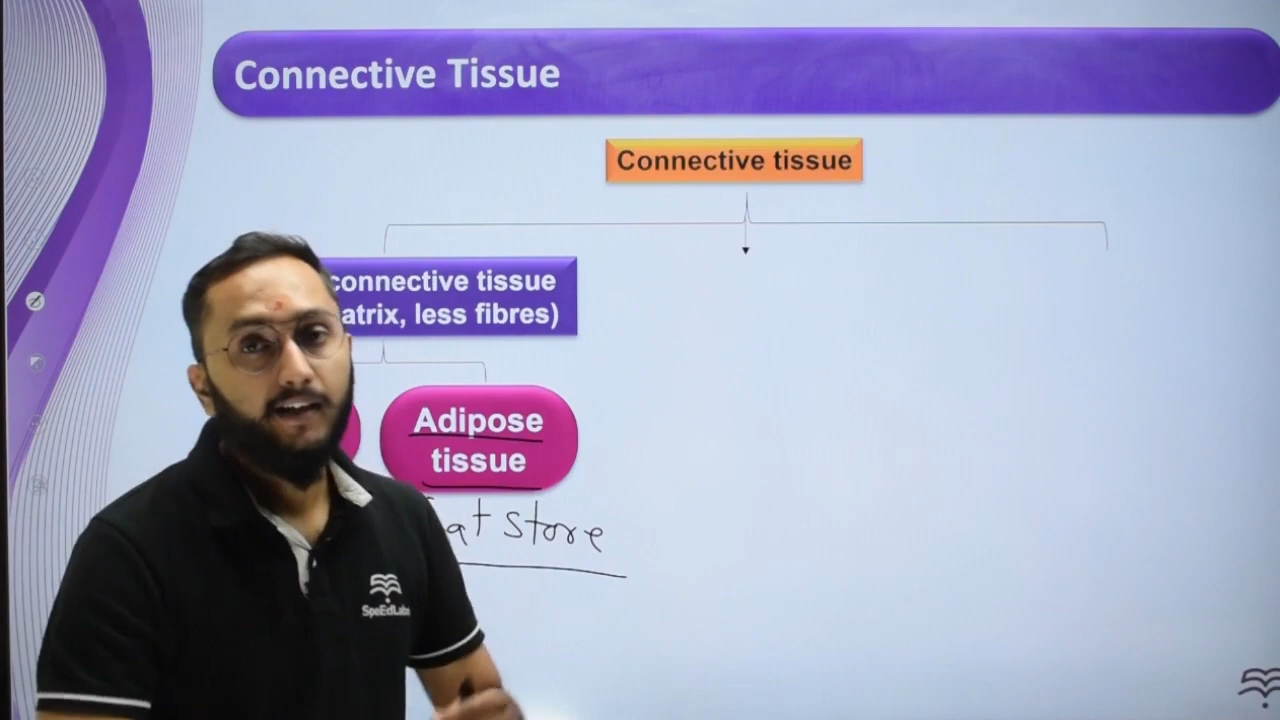 Connective Tissue
Connective tissue
connective tissue
atrix, less fibres)
Adipose
tissue
at store
SpeEdLabs